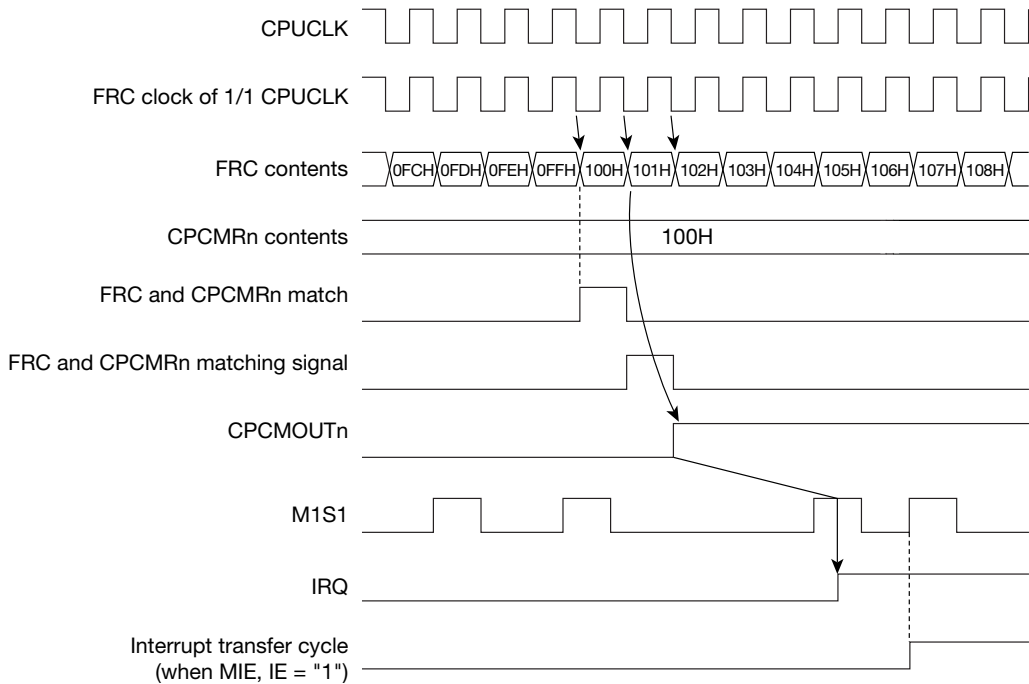 CPUCLK
FRC clock of 1/1 CPUCLK
FRC contents
0FCH 0FDH 0FEH 0FFH 100H 101H 102H 103H 104H 105H 106H 107H 108H
CPCMRn contents
100H
FRC and CPCMRn match
FRC and CPCMRn matching signal
CPCMOUTn
M1S1
IRQ
Interrupt transfer cycle
(when MIE, IE = "1")